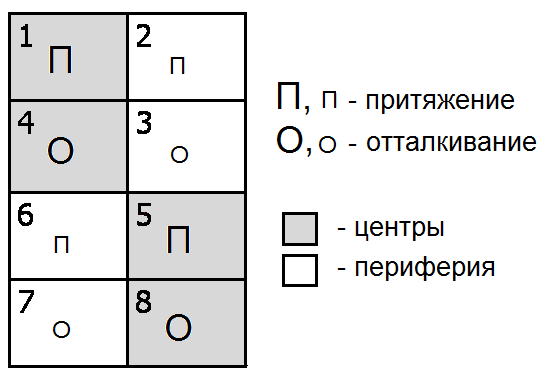 1 П
2 п
4 О
3 о
6 п
5 П
7 о
8 О
П, п - притяжение
О, о - отталкивание
- центры
- периферия